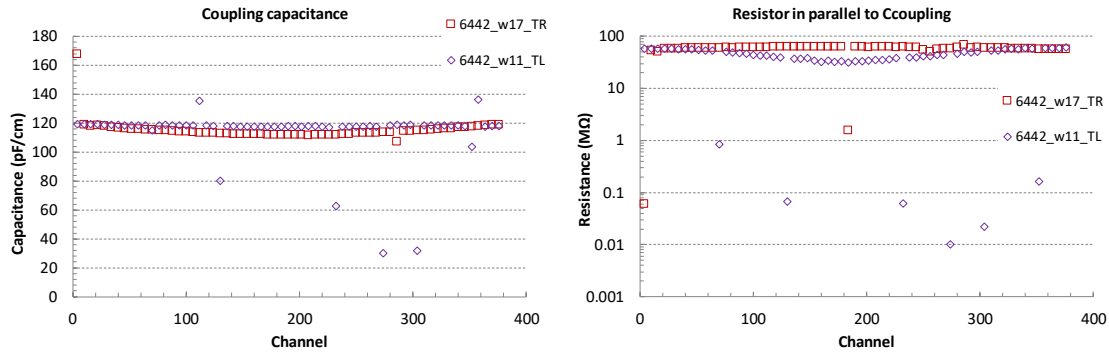 Coupling capacitance
6442_w17_TR
6442_w11_TL
Capacitance (pF/cm)
180
160
140
120
100
80
60
40
20
0
0 100 200 300 400
Channel
Resistor in parallel to Ccoupling
6442_w17_TR
6442_w11_TL
Resistance (MΩ)
100
10
1
0.1
0.01
0.001
0 100 200 300 400
Channel